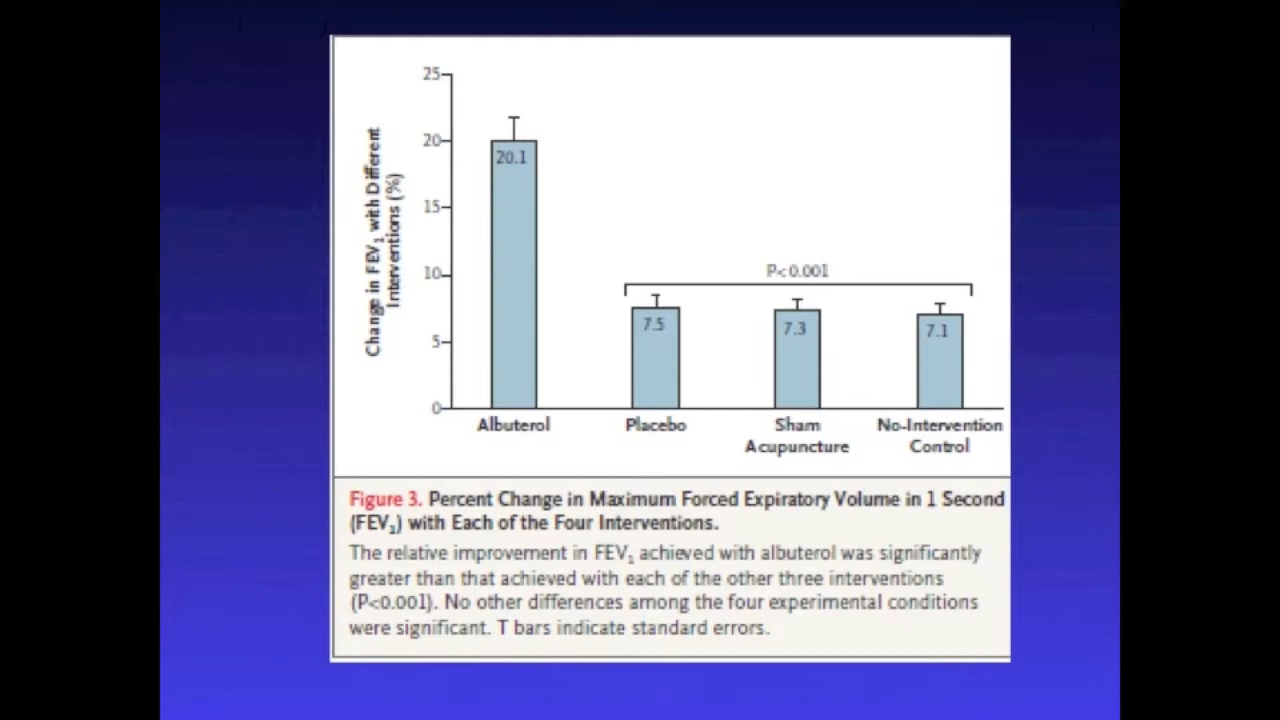 25
20
15
10
5
0
Change in FEV1 with Different
Interventions (%)
20.1
P<0.001
7.5
7.3
7.1
Albuterol
Placebo
Sham
Acupuncture
No-Intervention
Control
Figure 3. Percent Change in Maximum Forced Expiratory Volume in 1 Second
(FEV1) with Each of the Four Interventions.
The relative improvement in FEV1 achieved with albuterol was significantly
greater than that achieved with each of the other three interventions
(P<0.001). No other differences among the four experimental conditions
were significant. T bars indicate standard errors.